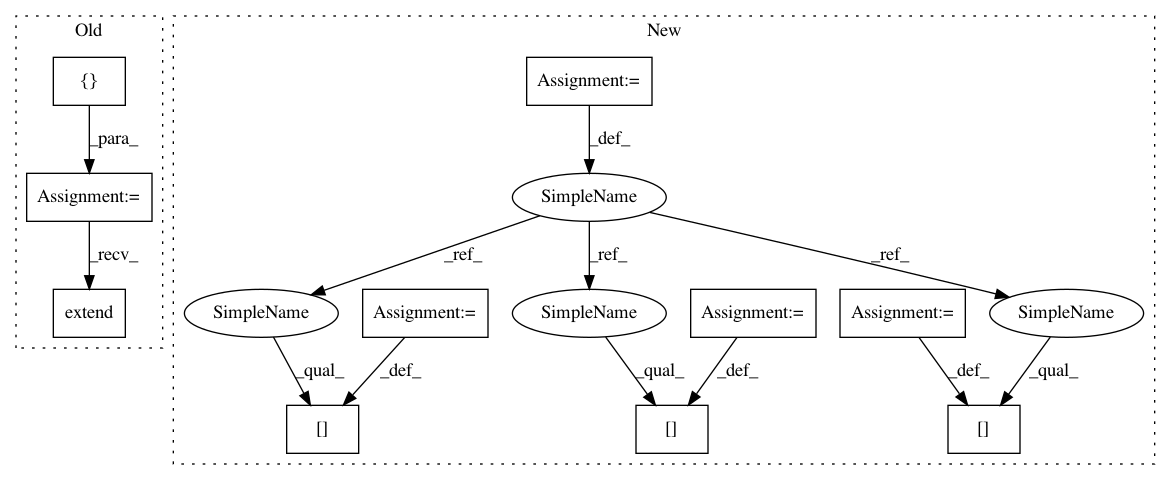 Old
New
{}
Assignment:=
_para_
_def_
Assignment:=
SimpleName
_recv_
_ref_
_ref_
_ref_
extend
SimpleName
Assignment:=
SimpleName
Assignment:=
Assignment:=
SimpleName
_qual_
_def_
_qual_
_def_
_def_
_qual_
[]
[]
[]